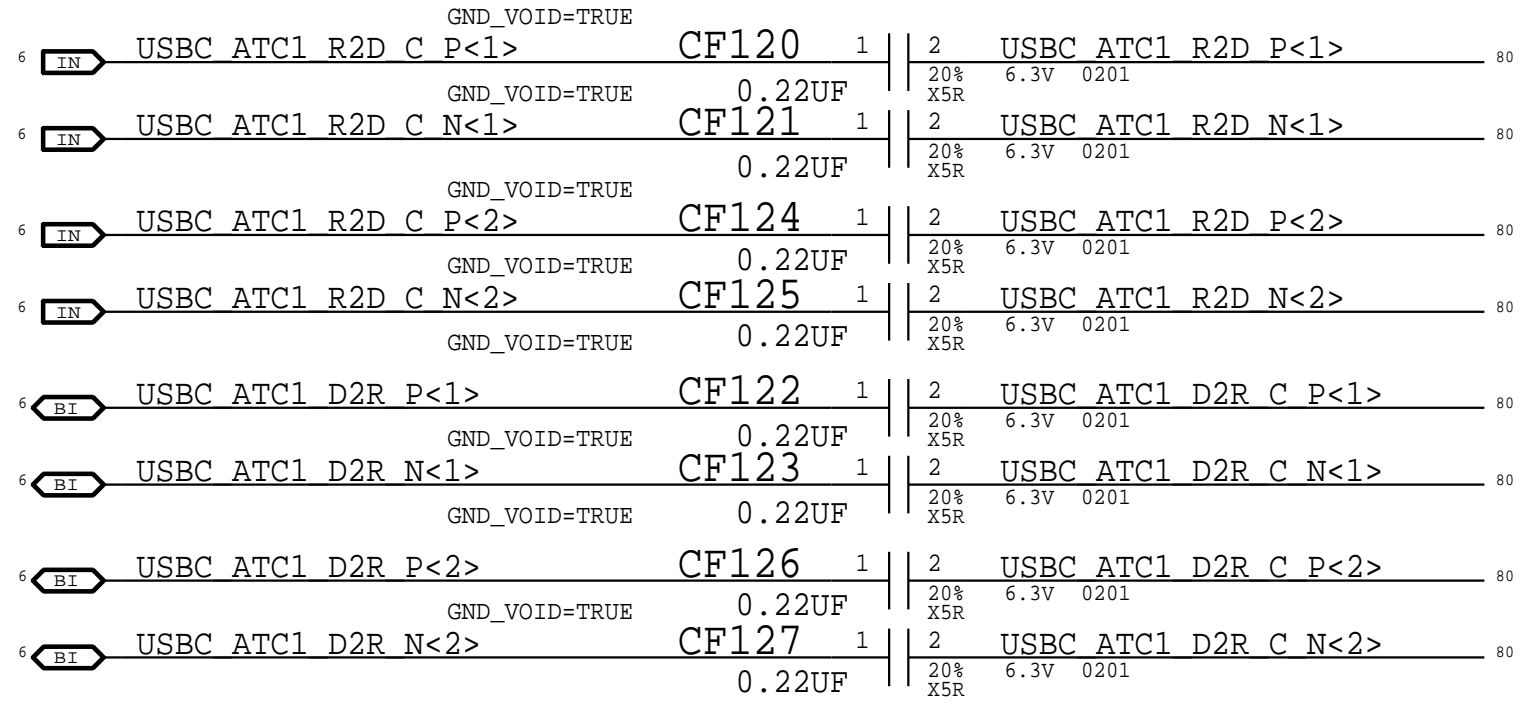 GND_VOID=TRUE
6 IN USBC_ATC1_R2D_C_P<1> CF120 1 2 USBC_ATC1_R2D_P<1> 80
20% 6.3V 0201
GND_VOID=TRUE 0.22UF X5R
6 IN USBC_ATC1_R2D_C_N<1> CF121 1 2 USBC_ATC1_R2D_N<1> 80
20% 6.3V 0201
0.22UF X5R
GND_VOID=TRUE
6 IN USBC_ATC1_R2D_C_P<2> CF124 1 2 USBC_ATC1_R2D_P<2> 80
20% 6.3V 0201
GND_VOID=TRUE 0.22UF X5R
6 IN USBC_ATC1_R2D_C_N<2> CF125 1 2 USBC_ATC1_R2D_N<2> 80
20% 6.3V 0201
GND_VOID=TRUE 0.22UF X5R
6 BI USBC_ATC1_D2R_P<1> CF122 1 2 USBC_ATC1_D2R_C_P<1> 80
20% 6.3V 0201
GND_VOID=TRUE 0.22UF X5R
6 BI USBC_ATC1_D2R_N<1> CF123 1 2 USBC_ATC1_D2R_C_N<1> 80
20% 6.3V 0201
GND_VOID=TRUE 0.22UF X5R
6 BI USBC_ATC1_D2R_P<2> CF126 1 2 USBC_ATC1_D2R_C_P<2> 80
20% 6.3V 0201
GND_VOID=TRUE 0.22UF X5R
6 BI USBC_ATC1_D2R_N<2> CF127 1 2 USBC_ATC1_D2R_C_N<2> 80
20% 6.3V 0201
0.22UF X5R